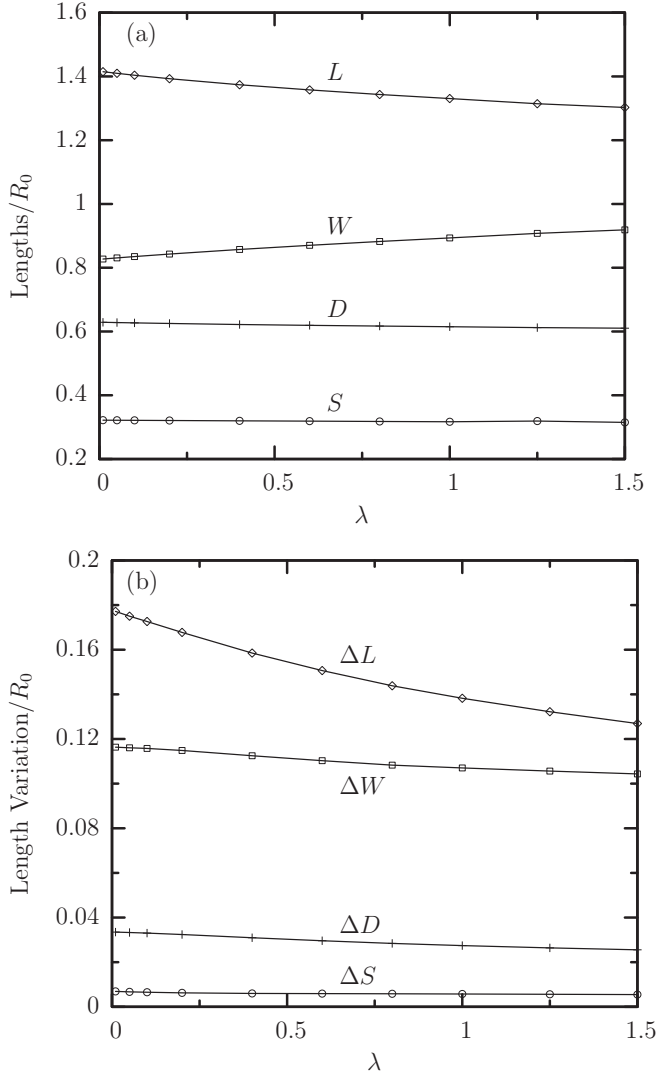 1.6
(a)
L
1.4
1.2
Lengths/R₀
1
W
0.8
D
0.6
S
0.4
0.2
0
0.5
1
1.5
λ
0.2
(b)
ΔL
0.16
Length Variation/R₀
0.12
ΔW
0.08
ΔD
0.04
ΔS
0
0
0.5
1
1.5
λ